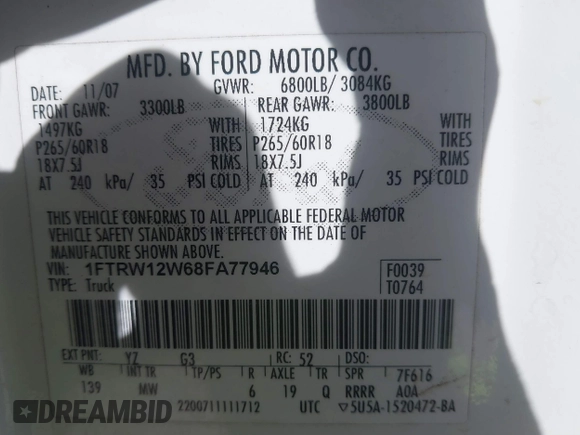 MFD. BY FORD MOTOR CO.
DATE: 11/07 GVWR: 6800LB/ 3084KG
FRONT GAWR: 3300LB REAR GAWR: 3800LB
1497KG WITH 1724KG WITH
P265/60R18 TIRES P265/60R18 TIRES
18X7.5J RIMS 18X7.5J RIMS
AT 240 kPa/ 35 PSI COLD AT 240 kPa/ 35 PSI COLD
THIS VEHICLE CONFORMS TO ALL APPLICABLE FEDERAL MOTOR
VEHICLE SAFETY STANDARDS IN EFFECT ON THE DATE OF
MANUFACTURE SHOWN ABOVE.
VIN: 1FTRW12W68FA77946 F0039
TYPE: Truck T0764
EXT PNT: YZ G3 RC: 52 DSO:
WB INT TR TP/PS R AXLE TR SPR 7F616
139 MW 6 19 Q RRRR A0A
2200711111712 UTC ▽5U5A-1520472-BA
DREAMBID